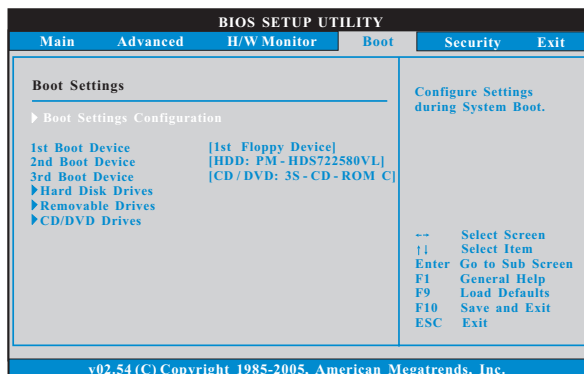 BIOS SETUP UTILITY
Main Advanced H/W Monitor Boot Security Exit
Boot Settings
Boot Settings Configuration
1st Boot Device [1st Floppy Device]
2nd Boot Device [HDD: PM - HDS722580VL]
3rd Boot Device [CD / DVD: 3S - CD - ROM C]
Hard Disk Drives
Removable Drives
CD/DVD Drives
Configure Settings
during System Boot.
←→ Select Screen
↑↓ Select Item
Enter Go to Sub Screen
F1 General Help
F9 Load Defaults
F10 Save and Exit
ESC Exit
v02.54 (C) Copyright 1985-2005, American Megatrends, Inc.